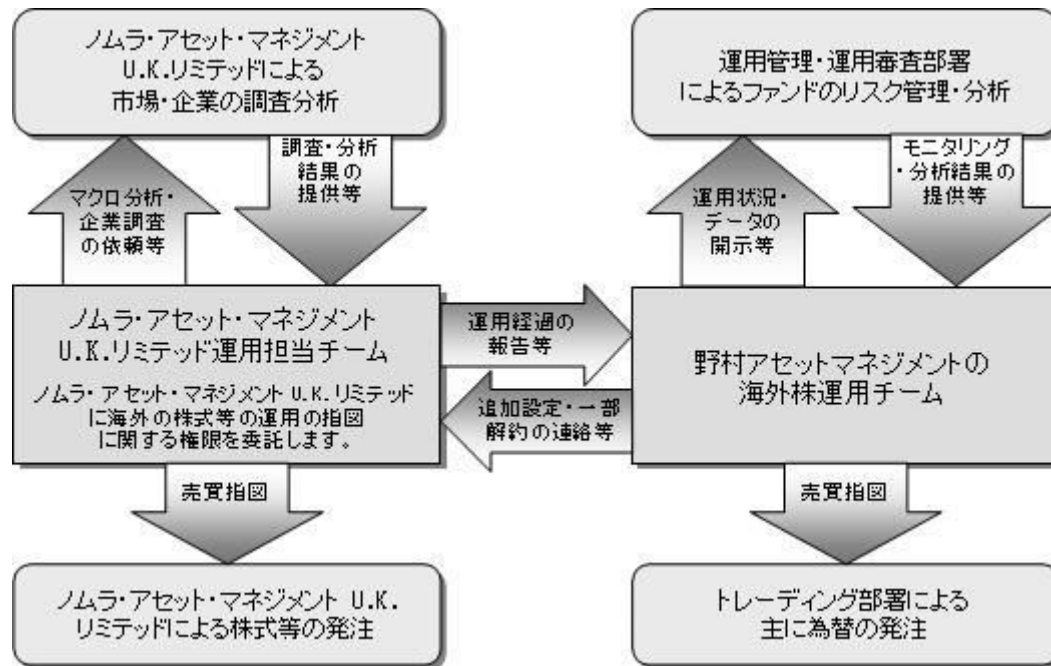 ノムラ・アセット・マネジメント
U.K.リミテッドによる
市場・企業の調査分析
運用管理・運用審査部署
によるファンドのリスク管理・分析
マクロ分析・
企業調査
の依頼等
調査・分析
結果の
提供等
運用状況・
データの
開示等
モニタリング
・分析結果の
提供等
ノムラ・アセット・マネジメント
U.K.リミテッド運用担当チーム
ノムラ・アセット・マネジメント U.K.リミテッド
に海外の株式等の運用の指図
に関する権限を委託します。
運用経過の
報告等
追加設定・一部
解約の連絡等
野村アセットマネジメントの
海外株運用チーム
売買指図
売買指図
ノムラ・アセット・マネジメント U.K.
リミテッドによる株式等の発注
トレーディング部署による
主に為替の発注